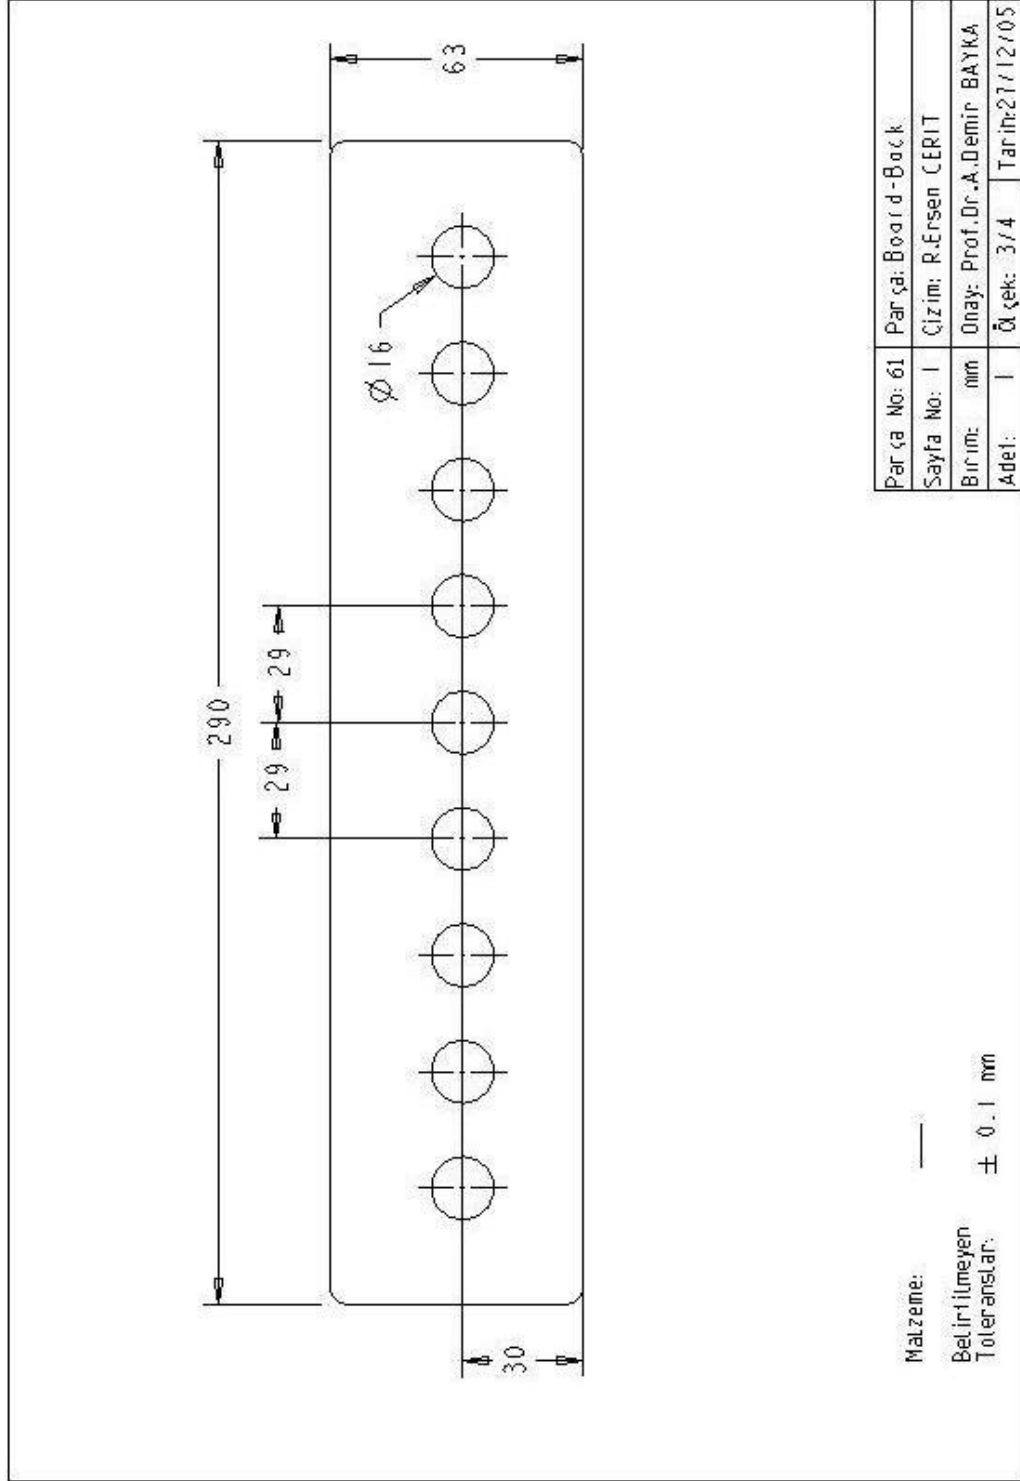 290
63
29
29
Ø 16
30
Malzeme: —
Belirtilmeyen
Toleranslar: ± 0.1 mm
Parça No: 61 Parça: Board-Back
Sayfa No: 1 Çizim: R.Ersen CERIT
Birim: mm Onay: Prof.Dr.A.Demir BAYKA
Adet: 1 Ölçek: 3/4 Tarih:27/12/05